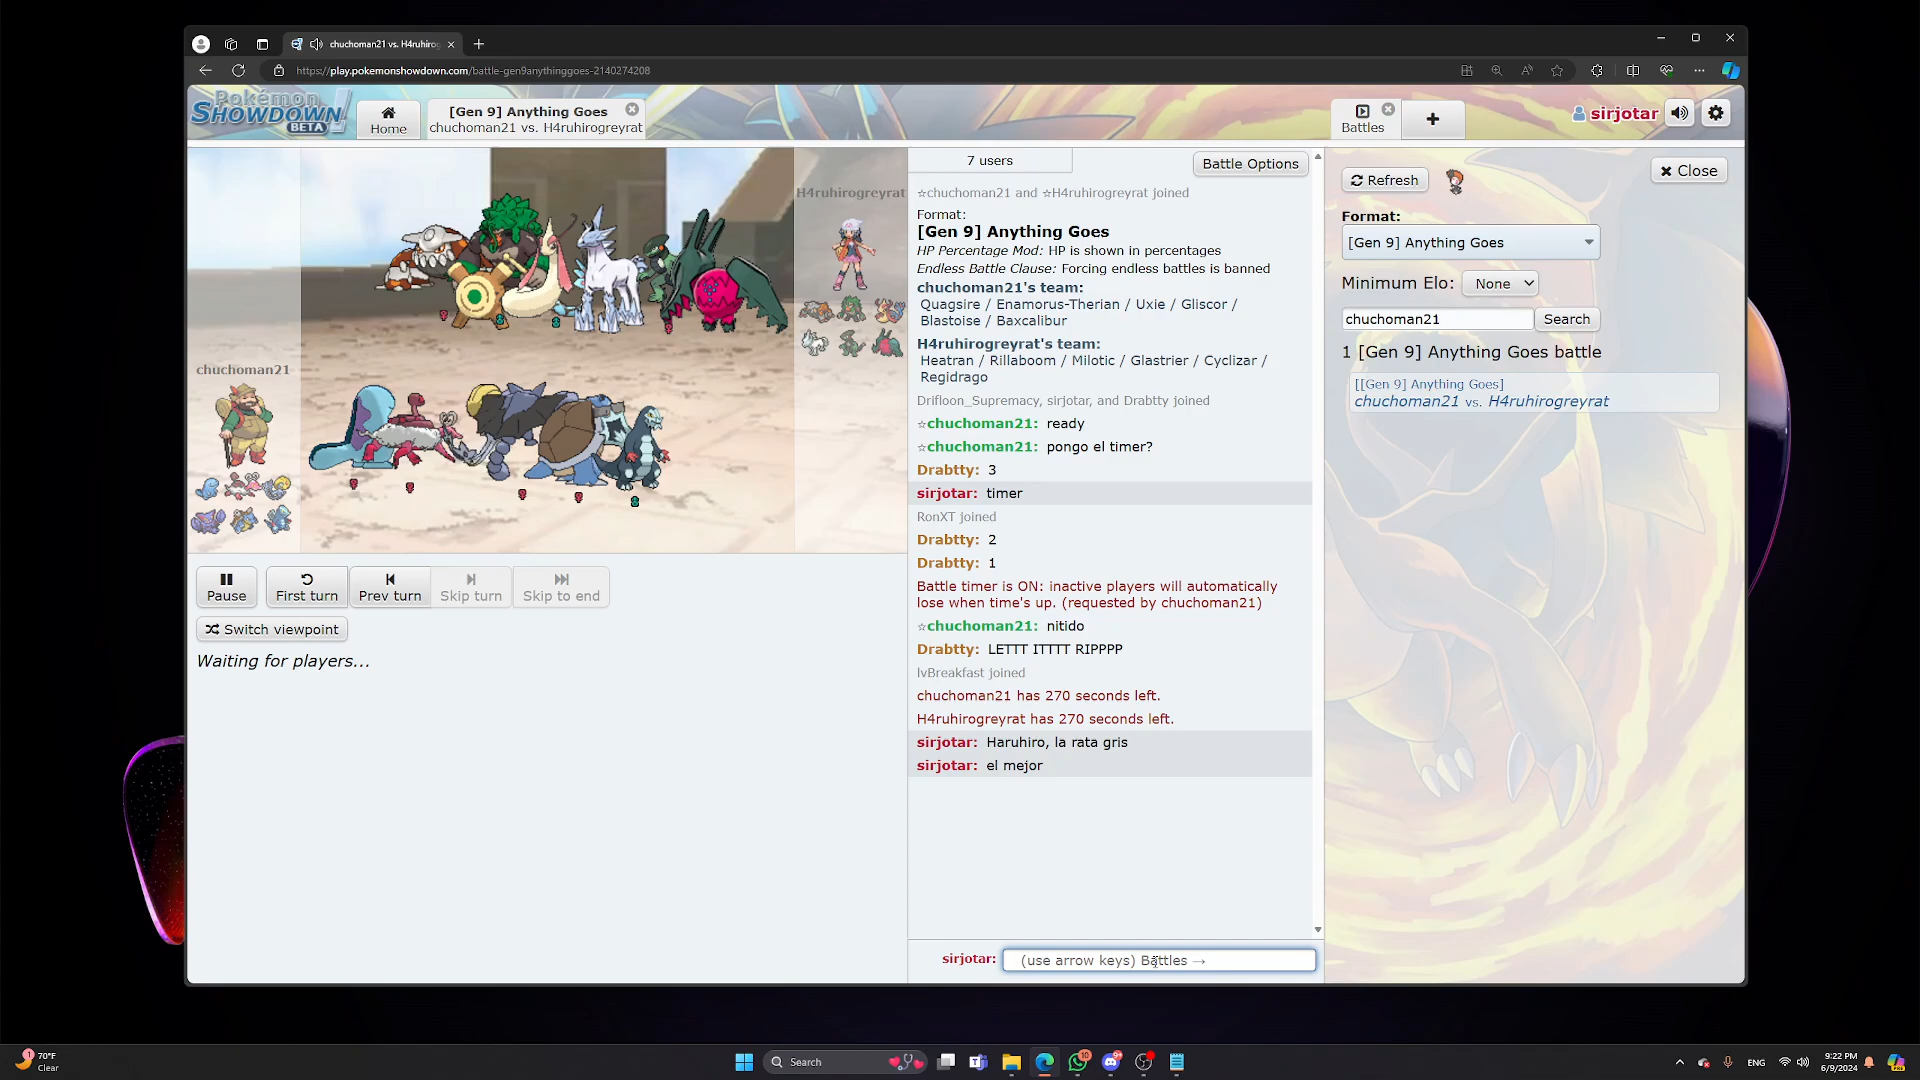 chuchoman21 vs. H4ruhirog
https://play.pokemonshowdown.com/battle-gen9anythinggoes-2140274208
Pokémon
SHOWDOWN!
BETA
Home
[Gen 9] Anything Goes
chuchoman21 vs. H4ruhirogreyrat
Battles
+
sirjotar
H4ruhirogreyrat
chuchoman21
Pause
First turn
Prev turn
Skip turn
Skip to end
Switch viewpoint
Waiting for players...
7 users
Battle Options
☆chuchoman21 and ☆H4ruhirogreyrat joined
Format:
[Gen 9] Anything Goes
HP Percentage Mod: HP is shown in percentages
Endless Battle Clause: Forcing endless battles is banned
chuchoman21's team:
Quagsire / Enamorus-Therian / Uxie / Gliscor /
Blastoise / Baxcalibur
H4ruhirogreyrat's team:
Heatran / Rillaboom / Milotic / Glastrier / Cyclizar /
Regidrago
Drifloon_Supremacy, sirjotar, and Drabtty joined
☆chuchoman21: ready
☆chuchoman21: pongo el timer?
Drabtty: 3
sirjotar: timer
RonXT joined
Drabtty: 2
Drabtty: 1
Battle timer is ON: inactive players will automatically
lose when time's up. (requested by chuchoman21)
☆chuchoman21: nitido
Drabtty: LETTT ITTTT RIPPPP
lvBreakfast joined
chuchoman21 has 270 seconds left.
H4ruhirogreyrat has 270 seconds left.
sirjotar: Haruhiro, la rata gris
sirjotar: el mejor
sirjotar: (use arrow keys) Battles →
Refresh
Close
Format:
[Gen 9] Anything Goes
Minimum Elo: None
chuchoman21 Search
1 [Gen 9] Anything Goes battle
[[Gen 9] Anything Goes]
chuchoman21 vs. H4ruhirogreyrat
1
70°F
Clear
Search
10
9+
ENG
9:22 PM
6/9/2024
PRE